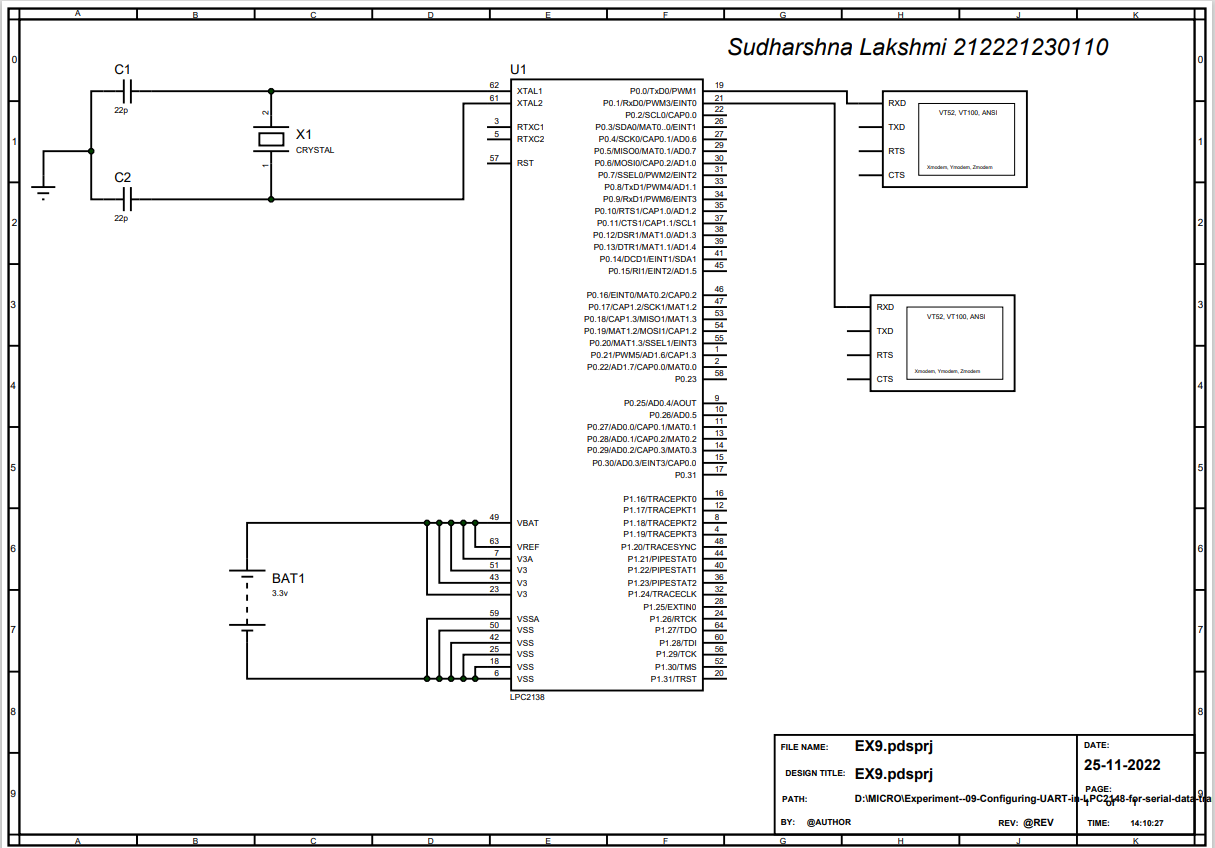 A B C D E F G H J K
Sudharshna Lakshmi 212221230110
0 0
1 1
2 2
3 3
4 4
5 5
6 6
7 7
8 8
9 9
C1
22p
C2
22p
X1
CRYSTAL
2
1
U1
62 XTAL1
61 XTAL2
3 RTXC1
5 RTXC2
57 RST
49 VBAT
63 VREF
7 V3A
51 V3
43 V3
23 V3
59 VSSA
50 VSS
42 VSS
25 VSS
18 VSS
6 VSS
P0.0/TxD0/PWM1 19
P0.1/RxD0/PWM3/EINT0 21
P0.2/SCL0/CAP0.0 22
P0.3/SDA0/MAT0..0/EINT1 26
P0.4/SCK0/CAP0.1/AD0.6 27
P0.5/MISO0/MAT0.1/AD0.7 29
P0.6/MOSI0/CAP0.2/AD1.0 30
P0.7/SSEL0/PWM2/EINT2 31
P0.8/TxD1/PWM4/AD1.1 33
P0.9/RxD1/PWM6/EINT3 34
P0.10/RTS1/CAP1.0/AD1.2 35
P0.11/CTS1/CAP1.1/SCL1 37
P0.12/DSR1/MAT1.0/AD1.3 38
P0.13/DTR1/MAT1.1/AD1.4 39
P0.14/DCD1/EINT1/SDA1 41
P0.15/RI1/EINT2/AD1.5 45
P0.16/EINT0/MAT0.2/CAP0.2 46
P0.17/CAP1.2/SCK1/MAT1.2 47
P0.18/CAP1.3/MISO1/MAT1.3 53
P0.19/MAT1.2/MOSI1/CAP1.2 54
P0.20/MAT1.3/SSEL1/EINT3 55
P0.21/PWM5/AD1.6/CAP1.3 1
P0.22/AD1.7/CAP0.0/MAT0.0 2
P0.23 58
P0.25/AD0.4/AOUT 9
P0.26/AD0.5 10
P0.27/AD0.0/CAP0.1/MAT0.1 11
P0.28/AD0.1/CAP0.2/MAT0.2 13
P0.29/AD0.2/CAP0.3/MAT0.3 14
P0.30/AD0.3/EINT3/CAP0.0 15
P0.31 17
P1.16/TRACEPKT0 16
P1.17/TRACEPKT1 12
P1.18/TRACEPKT2 8
P1.19/TRACEPKT3 4
P1.20/TRACESYNC 48
P1.21/PIPESTAT0 44
P1.22/PIPESTAT1 40
P1.23/PIPESTAT2 36
P1.24/TRACECLK 32
P1.25/EXTIN0 28
P1.26/RTCK 24
P1.27/TDO 64
P1.28/TDI 60
P1.29/TCK 56
P1.30/TMS 52
P1.31/TRST 20
LPC2138
BAT1
3.3v
RXD
TXD
RTS
CTS
VT52, VT100, ANSI
Xmodem, Ymodem, Zmodem
RXD
TXD
RTS
CTS
VT52, VT100, ANSI
Xmodem, Ymodem, Zmodem
FILE NAME: EX9.pdsprj
DESIGN TITLE: EX9.pdsprj
PATH: D:\MICRO\Experiment--09-Configuring-UART-in-LPC2148-for-serial-data-tra
BY: @AUTHOR
REV: @REV
DATE:
25-11-2022
PAGE:
of
TIME: 14:10:27
A B C D E F G H J K